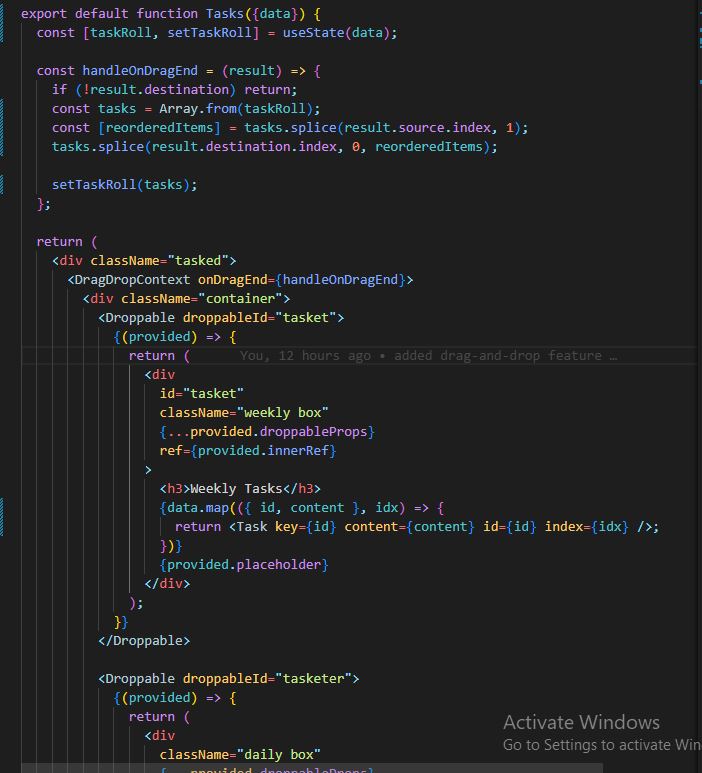 export default function Tasks({data}) {
const [taskRoll, setTaskRoll] = useState(data);
const handleOnDragEnd = (result) => {
if (!result.destination) return;
const tasks = Array.from(taskRoll);
const [reorderedItems] = tasks.splice(result.source.index, 1);
tasks.splice(result.destination.index, 0, reorderedItems);
setTaskRoll(tasks);
};
return (
<div className="tasked">
<DragDropContext onDragEnd={handleOnDragEnd}>
<div className="container">
<Droppable droppableId="tasket">
{(provided) => {
return ( You, 12 hours ago • added drag-and-drop feature …
<div
id="tasket"
className="weekly box"
{...provided.droppableProps}
ref={provided.innerRef}
>
<h3>Weekly Tasks</h3>
{data.map(({ id, content }, idx) => {
return <Task key={id} content={content} id={id} index={idx} />;
})}
{provided.placeholder}
</div>
);
}}
</Droppable>
<Droppable droppableId="tasketer">
{(provided) => {
return (
<div
className="daily box"
{...provided.droppableProps}
Activate Windows
Go to Settings to activate Win